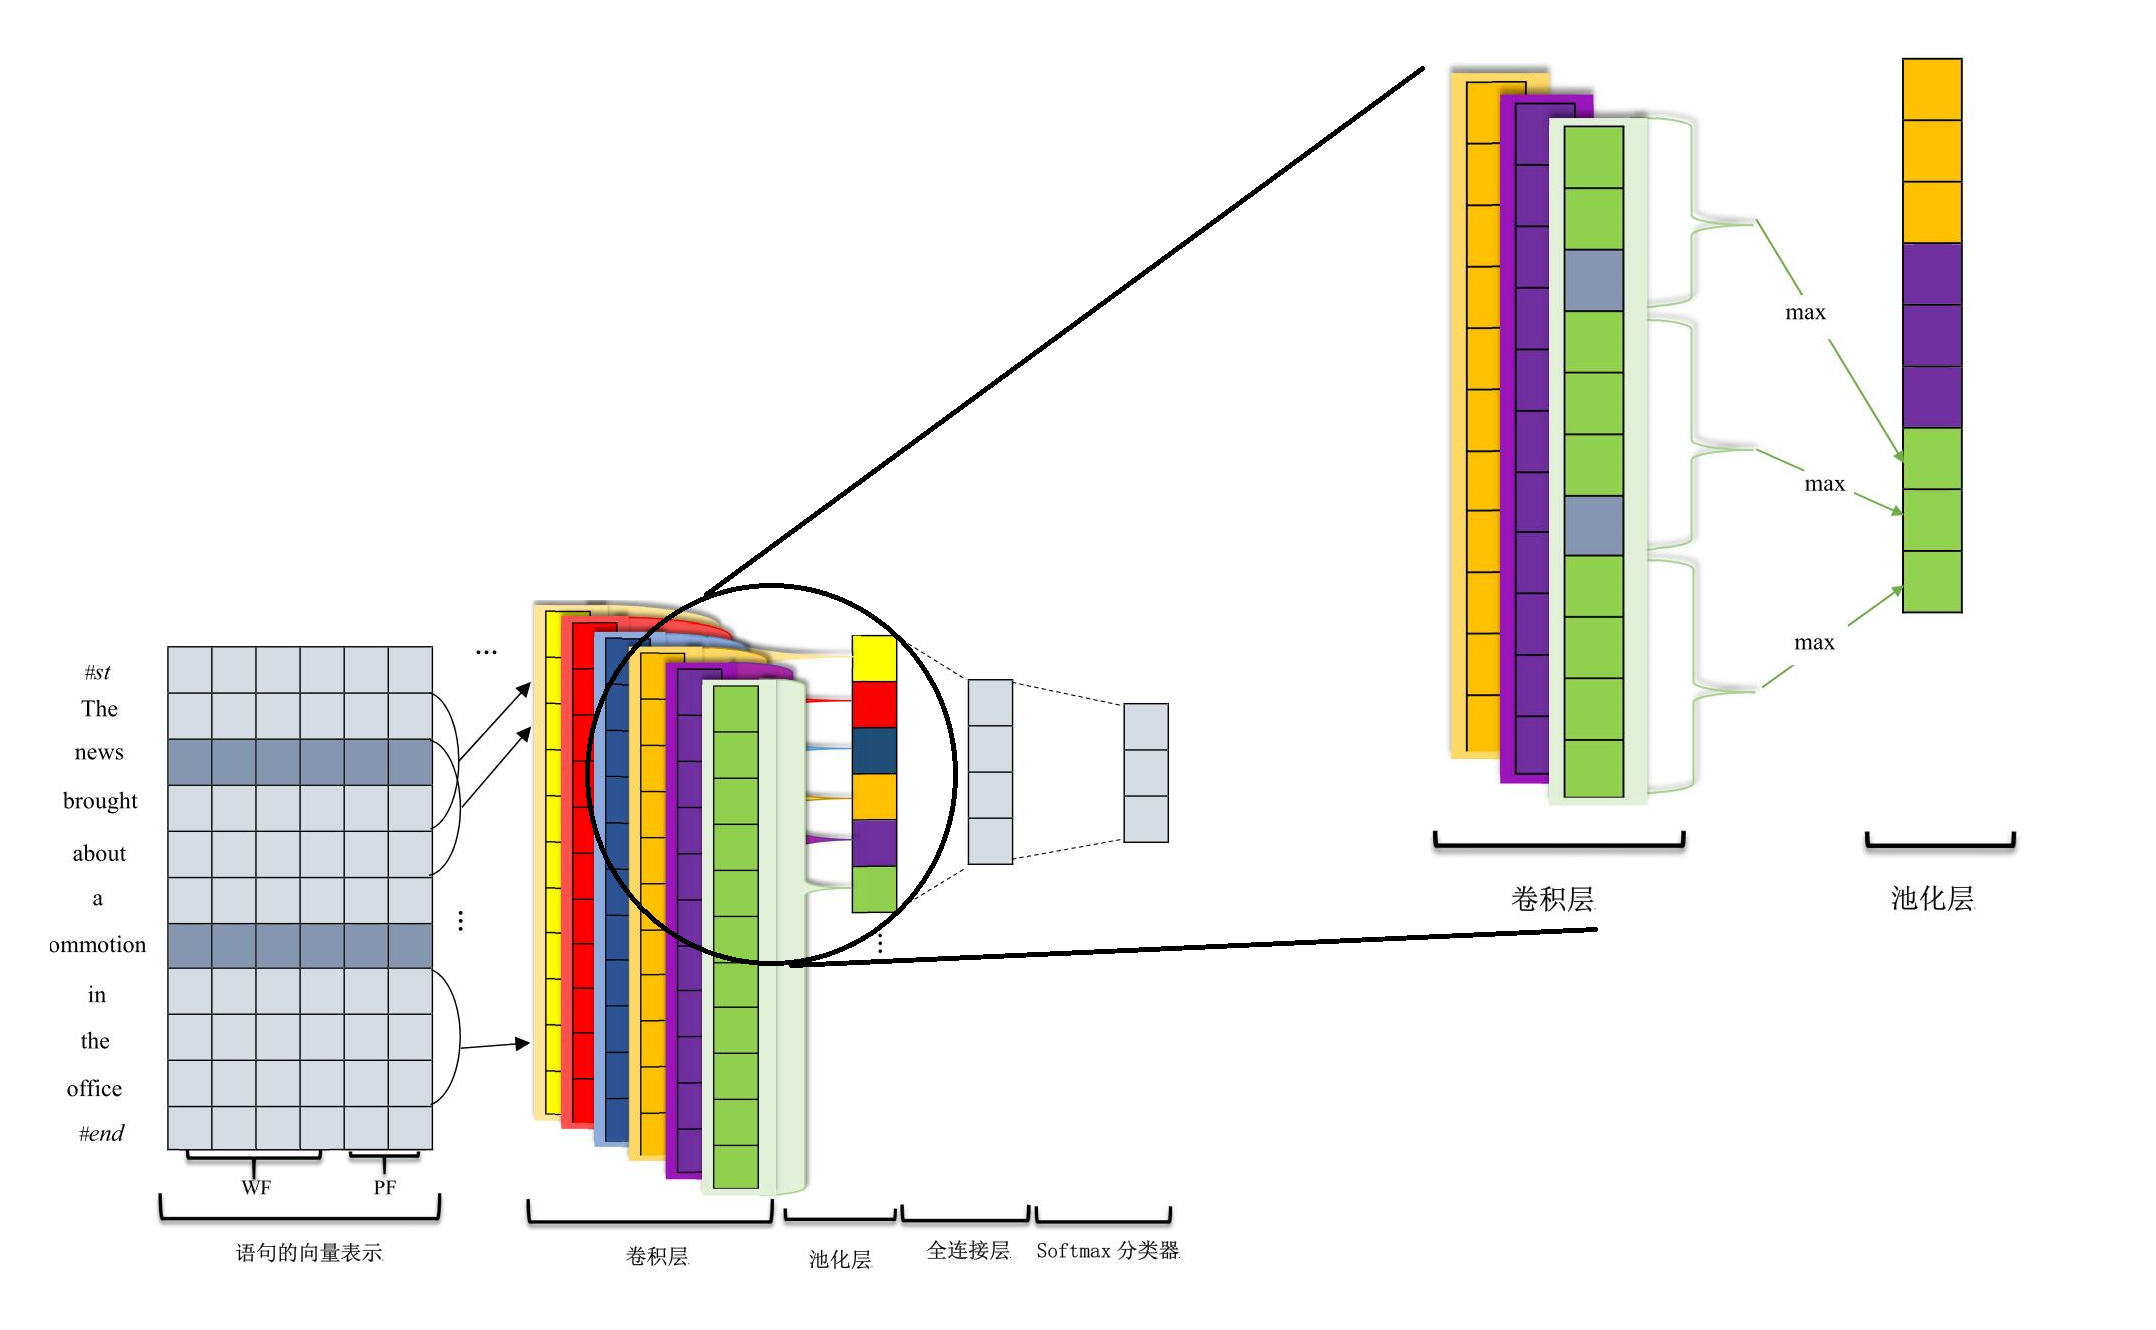 #st
The
news
brought
about
a
ommotion
in
the
office
#end
...
...
WF
PF
语句的向量表示
卷积层
池化层
...
全连接层
Softmax 分类器
max
max
max
卷积层
池化层